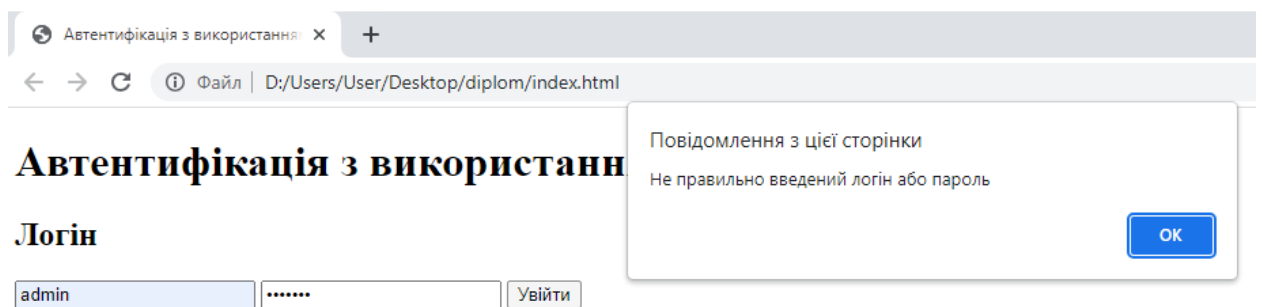 Автентифікація з використання
Файл D:/Users/User/Desktop/diplom/index.html
Автентифікація з використанн
Повідомлення з цієї сторінки
Не правильно введений логін або пароль
ОК
Логін
admin ••••••• Увійти